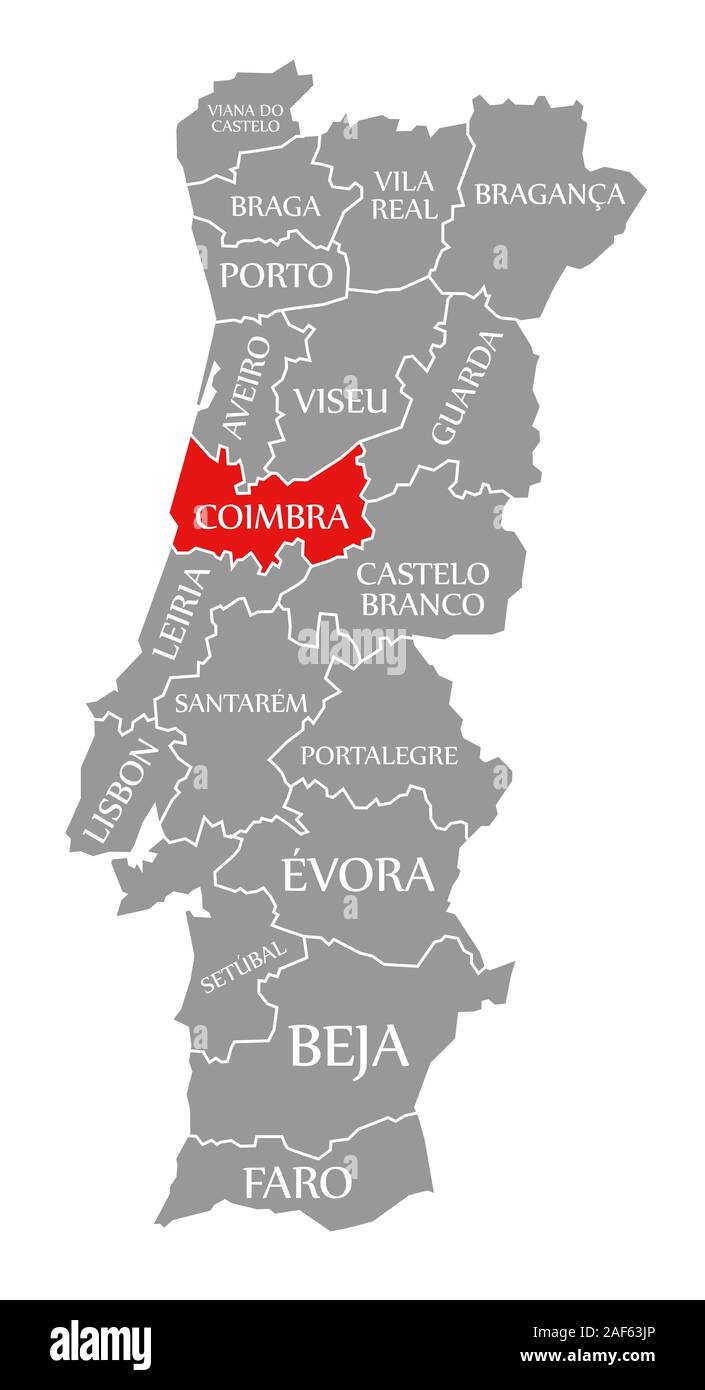 VIANA DO
CASTELO
BRAGA
VILA
REAL
BRAGANÇA
PORTO
AVEIRO
VISEU
GUARDA
COIMBRA
CASTELO
BRANCO
LEIRIA
SANTARÉM
PORTALEGRE
LISBON
ÉVORA
SETÚBAL
BEJA
FARO
a
a
a
a
a
a
a
a
a
a
a
a
alamy
Image ID: 2AF63JP
www.alamy.com